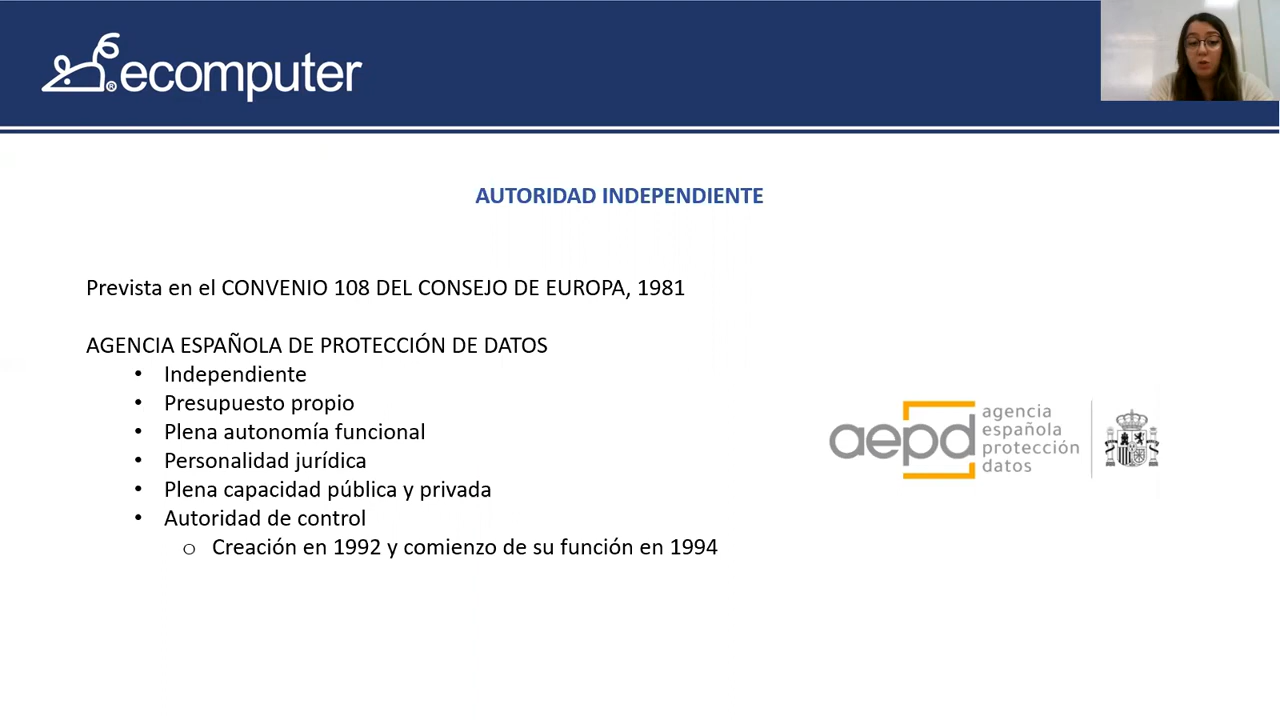 ecomputer
AUTORIDAD INDEPENDIENTE
Prevista en el CONVENIO 108 DEL CONSEJO DE EUROPA, 1981
AGENCIA ESPAÑOLA DE PROTECCIÓN DE DATOS
• Independiente
• Presupuesto propio
• Plena autonomía funcional
• Personalidad jurídica
• Plena capacidad pública y privada
• Autoridad de control
o Creación en 1992 y comienzo de su función en 1994
aepd
agencia
española
protección
datos